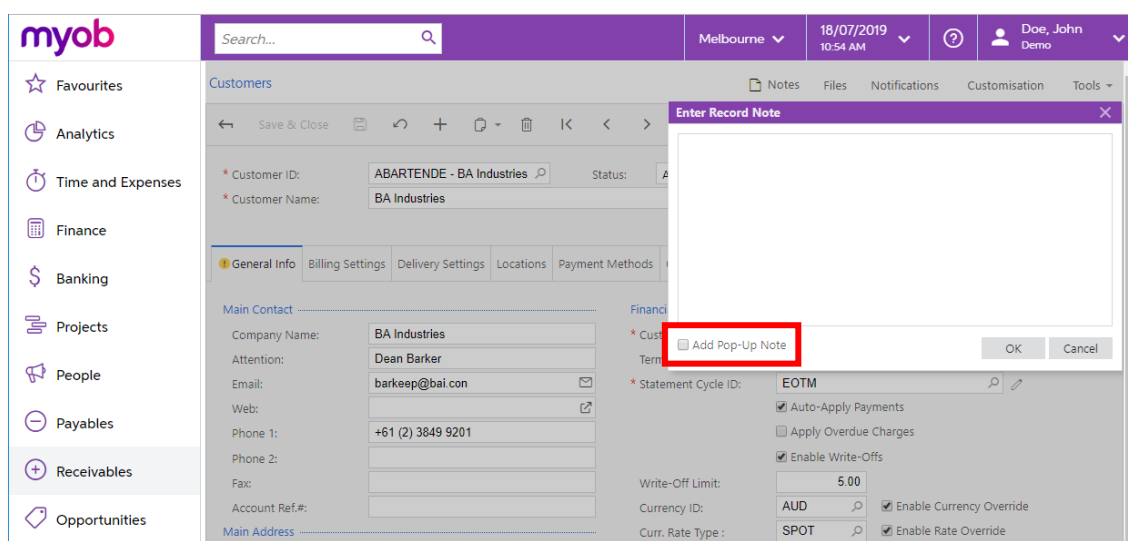 myob
Search...
Melbourne
18/07/2019
10:54 AM
Doe, John
Demo
Favourites
Analytics
Time and Expenses
Finance
Banking
Projects
People
Payables
Receivables
Opportunities
Customers
Notes Files Notifications Customisation Tools
Save & Close
* Customer ID: ABARTENDE - BA Industries Status: A
* Customer Name: BA Industries
General Info Billing Settings Delivery Settings Locations Payment Methods
Enter Record Note
Add Pop-Up Note
OK Cancel
Main Contact
Company Name: BA Industries
Attention: Dean Barker
Email: barkeep@bai.con
Web:
Phone 1: +61 (2) 3849 9201
Phone 2:
Fax:
Account Ref.#:
Main Address
Financi
* Cust
Term
* Statement Cycle ID: EOTM
Auto-Apply Payments
Apply Overdue Charges
Enable Write-Offs
Write-Off Limit: 5.00
Currency ID: AUD Enable Currency Override
Curr. Rate Type : SPOT Enable Rate Override